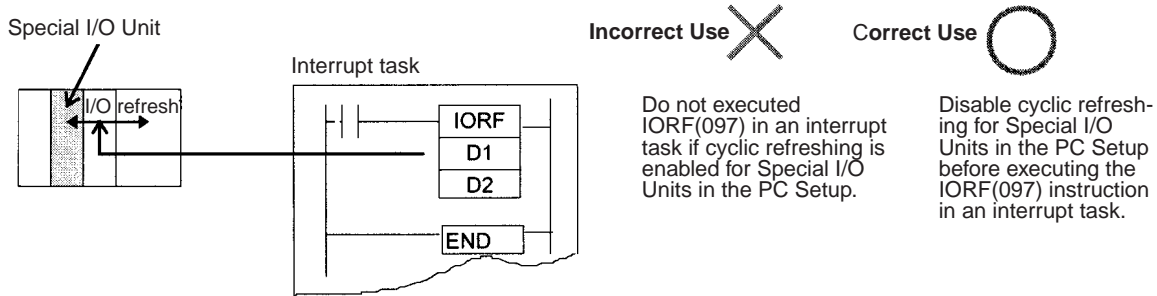 Special I/O Unit
I/O refresh
Interrupt task
IORF
D1
D2
END
Incorrect Use
Do not executed
IORF(097) in an interrupt
task if cyclic refreshing is
enabled for Special I/O
Units in the PC Setup.
Correct Use
Disable cyclic refresh-
ing for Special I/O
Units in the PC Setup
before executing the
IORF(097) instruction
in an interrupt task.